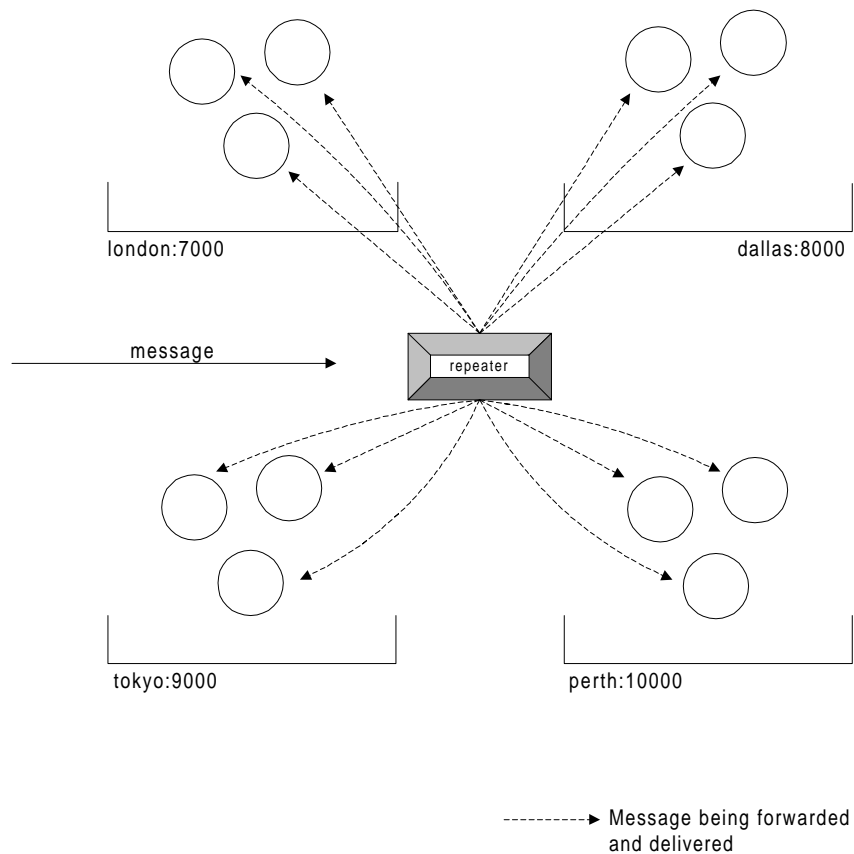 london:7000
dallas:8000
message
repeater
tokyo:9000
perth:10000
Message being forwarded
and delivered